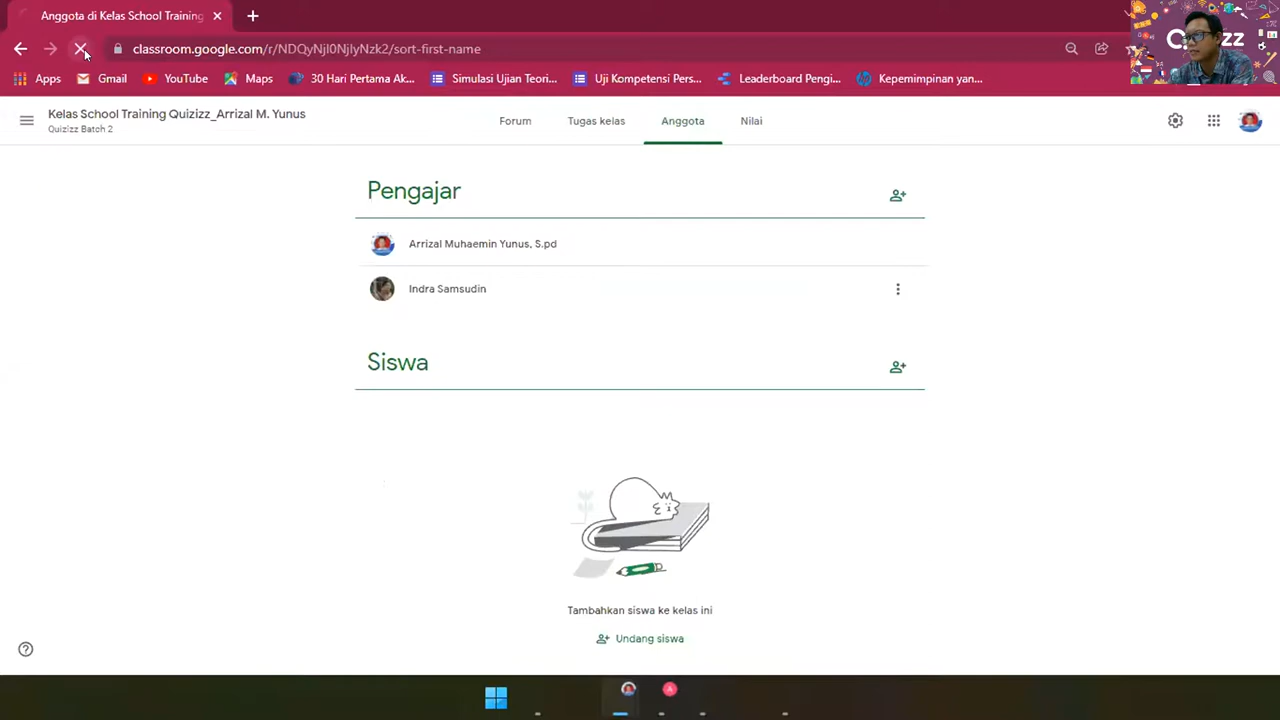 Anggota di Kelas School Training
classroom.google.com/r/NDQyNjI0NjIyNzk2/sort-first-name
Apps
Gmail
YouTube
Maps
30 Hari Pertama Ak...
Simulasi Ujian Teori...
Uji Kompetensi Pers...
Leaderboard Pengi...
Kepemimpinan yan...
Kelas School Training Quizizz_Arrizal M. Yunus
Quizizz Batch 2
Forum
Tugas kelas
Anggota
Nilai
Pengajar
Arrizal Muhaemin Yunus, S.pd
Indra Samsudin
Siswa
Tambahkan siswa ke kelas ini
Undang siswa